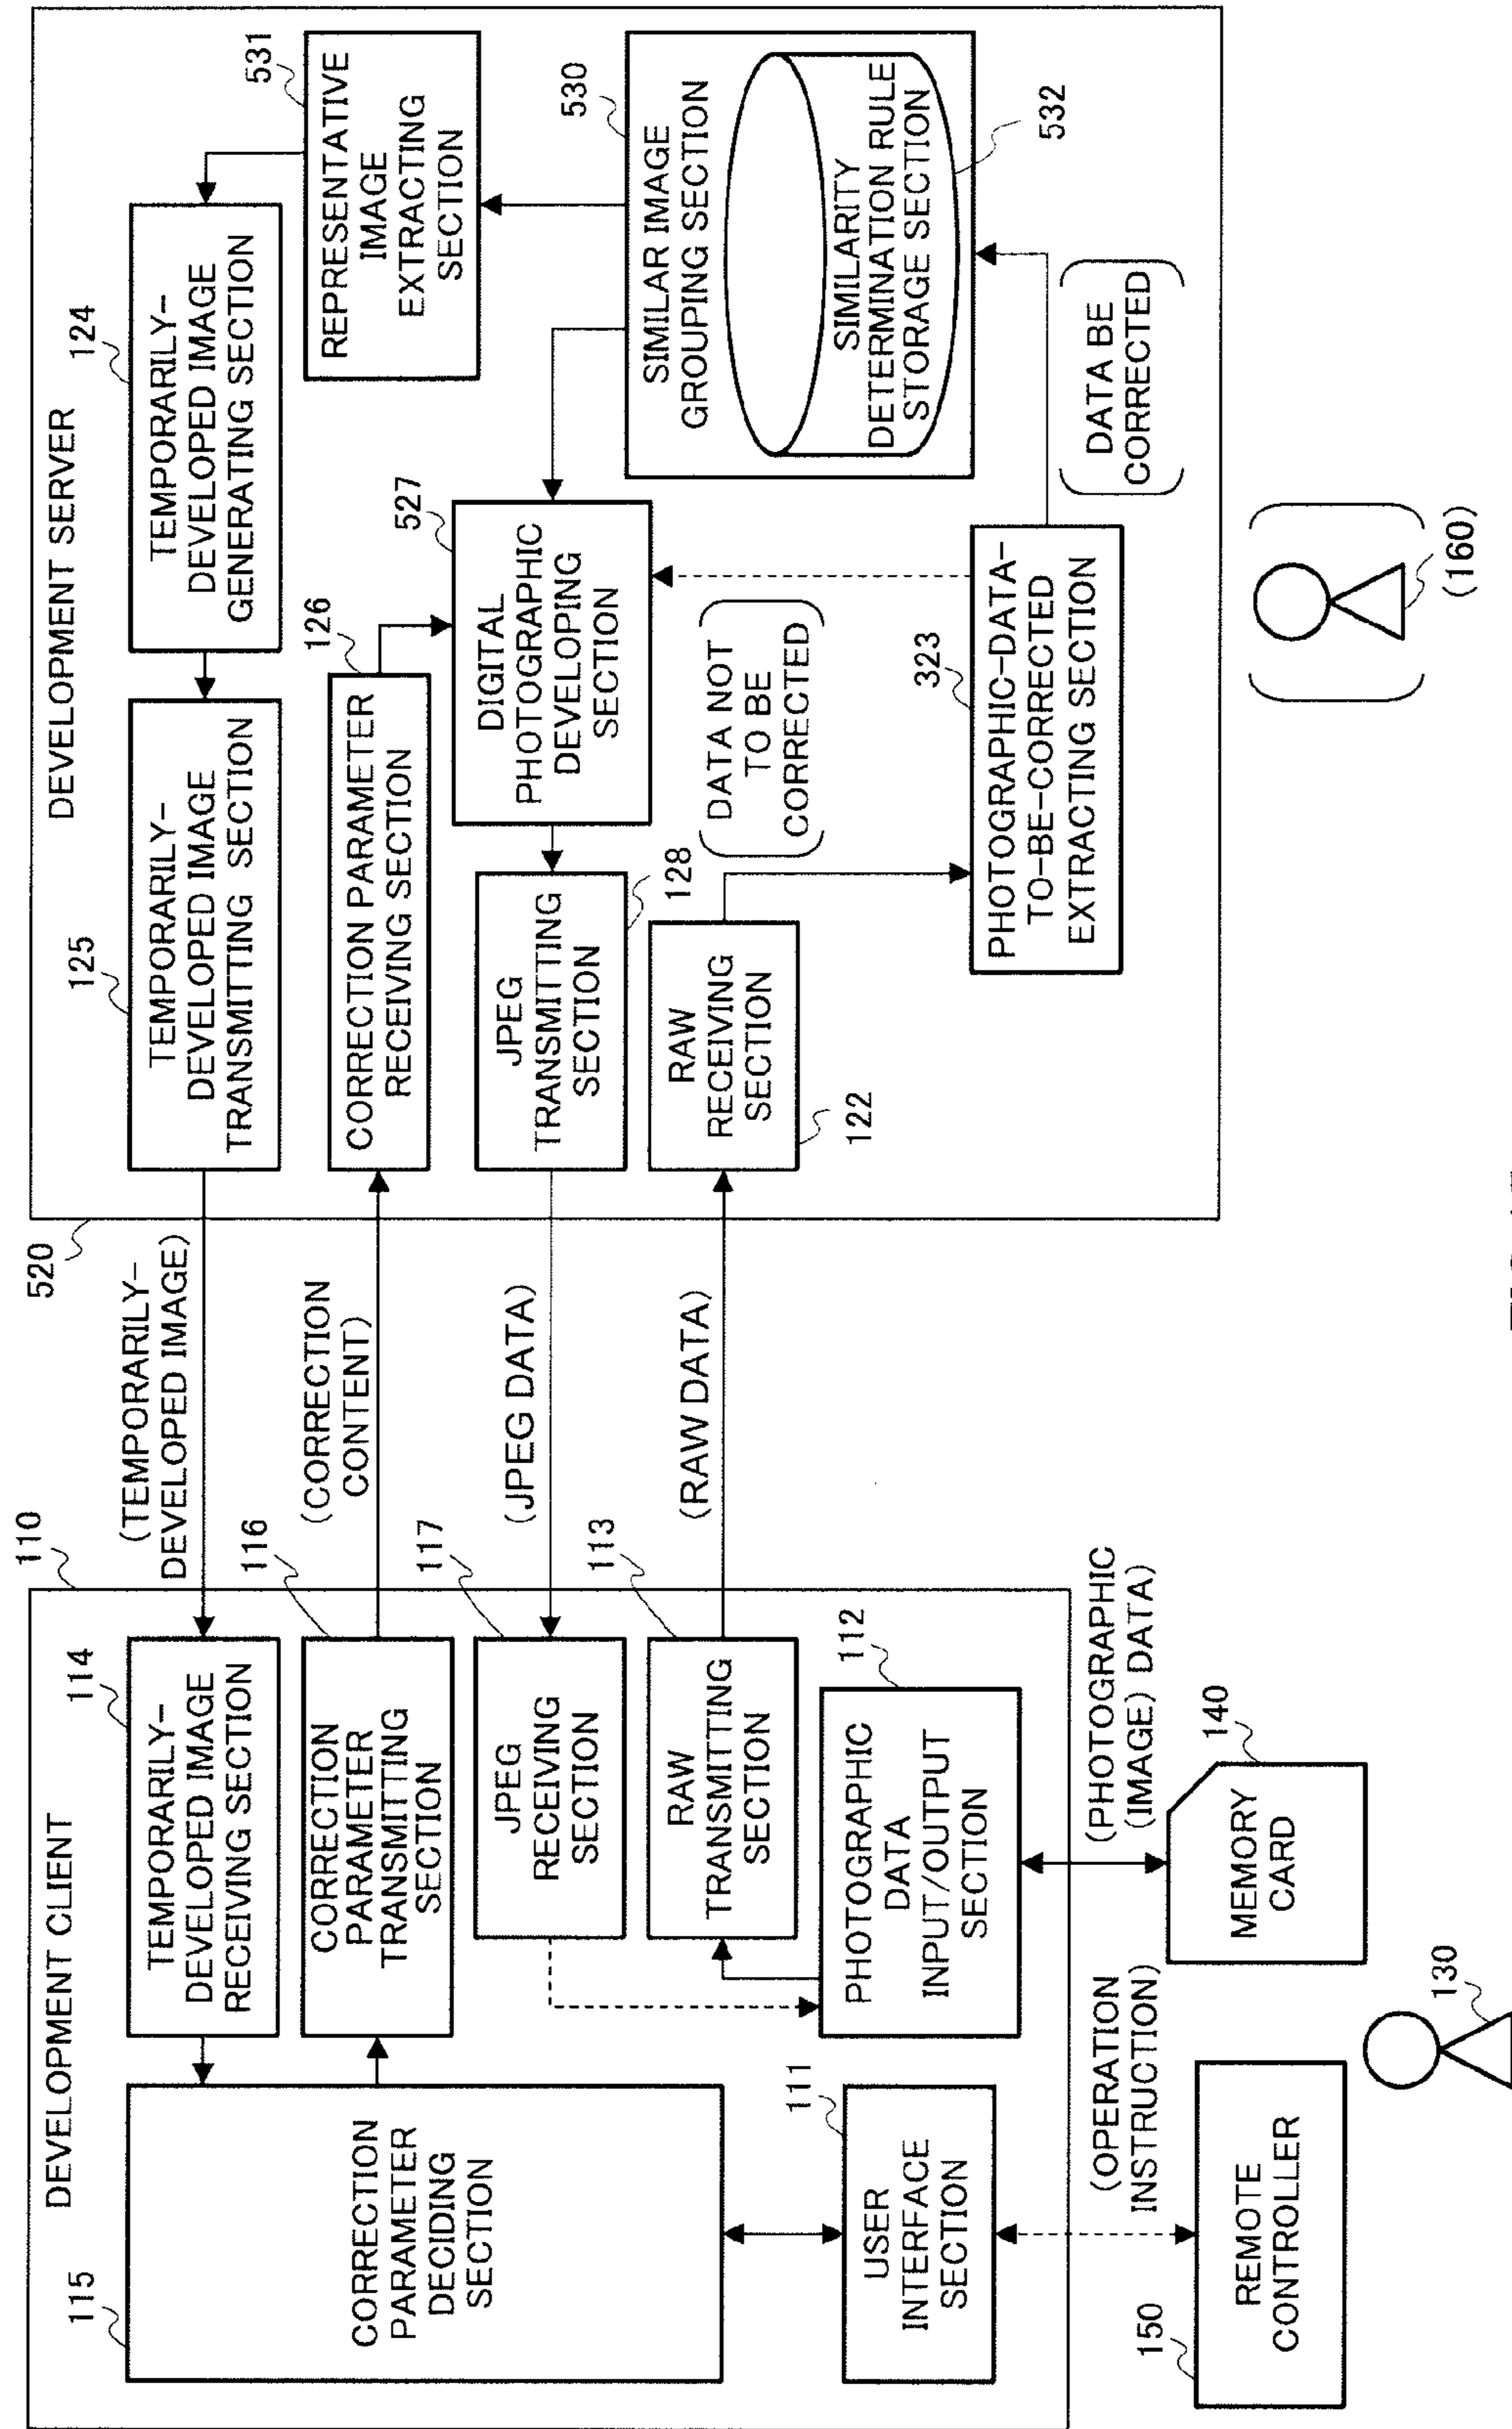 DEVELOPMENT CLIENT
110
115
CORRECTION
PARAMETER
DECIDING
SECTION
114
TEMPORARILY-
DEVELOPED IMAGE
RECEIVING SECTION
116
CORRECTION
PARAMETER
TRANSMITTING
SECTION
117
JPEG
RECEIVING
SECTION
113
RAW
TRANSMITTING
SECTION
112
PHOTOGRAPHIC
DATA
INPUT/OUTPUT
SECTION
111
USER
INTERFACE
SECTION
(OPERATION
INSTRUCTION)
150
REMOTE
CONTROLLER
130
(PHOTOGRAPHIC
(IMAGE) DATA)
140
MEMORY
CARD
(TEMPORARILY-
DEVELOPED IMAGE)
(CORRECTION
CONTENT)
(JPEG DATA)
(RAW DATA)
520
DEVELOPMENT SERVER
125
TEMPORARILY-
DEVELOPED IMAGE
TRANSMITTING SECTION
124
TEMPORARILY-
DEVELOPED IMAGE
GENERATING SECTION
531
REPRESENTATIVE
IMAGE
EXTRACTING
SECTION
126
CORRECTION PARAMETER
RECEIVING SECTION
527
DIGITAL
PHOTOGRAPHIC
DEVELOPING
SECTION
530
SIMILAR IMAGE
GROUPING SECTION
SIMILARITY
DETERMINATION RULE
STORAGE SECTION
532
128
JPEG
TRANSMITTING
SECTION
122
RAW
RECEIVING
SECTION
(DATA NOT
TO BE
CORRECTED)
323
PHOTOGRAPHIC-DATA-
TO-BE-CORRECTED
EXTRACTING SECTION
(DATA BE
CORRECTED)
(160)